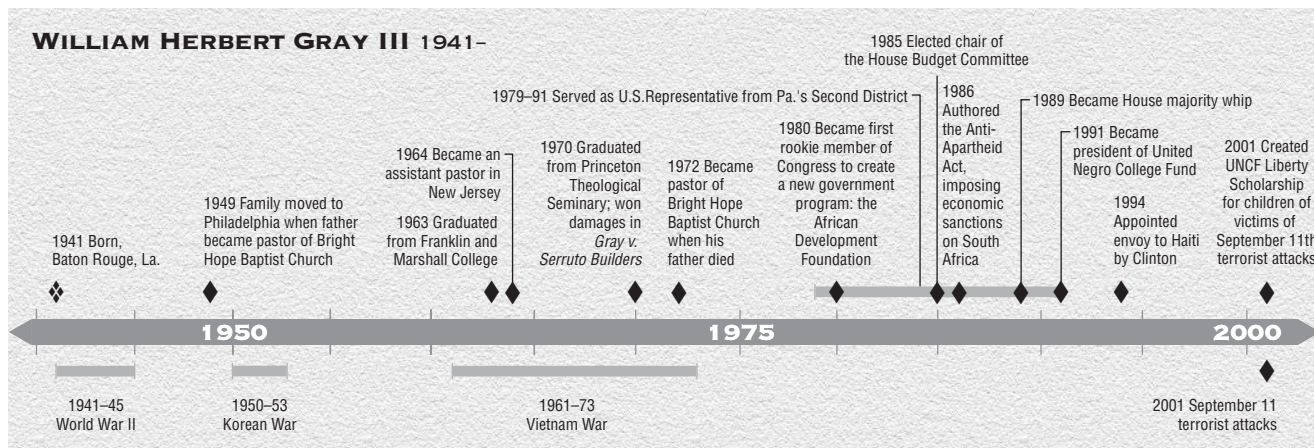 WILLIAM HERBERT GRAY III 1941–
1941 Born,
Baton Rouge, La.
1949 Family moved to
Philadelphia when father
became pastor of Bright
Hope Baptist Church
1964 Became an
assistant pastor in
New Jersey
1963 Graduated
from Franklin and
Marshall College
1970 Graduated
from Princeton
Theological
Seminary; won
damages in
Gray v.
Serruto Builders
1972 Became
pastor of
Bright Hope
Baptist Church
when his
father died
1979–91 Served as U.S.Representative from Pa.'s Second District
1980 Became first
rookie member of
Congress to create
a new government
program: the
African
Development
Foundation
1985 Elected chair of
the House Budget Committee
1986
Authored
the Anti-
Apartheid
Act,
imposing
economic
sanctions
on South
Africa
1989 Became House majority whip
1991 Became
president of United
Negro College Fund
1994
Appointed
envoy to Haiti
by Clinton
2001 Created
UNCF Liberty
Scholarship
for children of
victims of
September 11th
terrorist attacks
1950
1975
2000
1941–45
World War II
1950–53
Korean War
1961–73
Vietnam War
2001 September 11
terrorist attacks